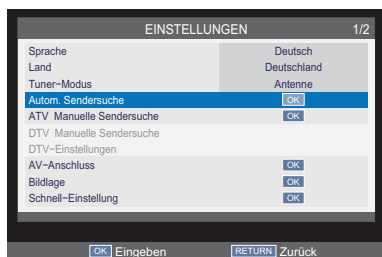 EINSTELLUNGEN 1/2
Sprache Deutsch
Land Deutschland
Tuner-Modus Antenne
Autom. Sendersuche OK
ATV Manuelle Sendersuche OK
DTV Manuelle Sendersuche
DTV-Einstellungen
AV-Anschluss OK
Bildlage OK
Schnell-Einstellung OK
OK Eingeben RETURN Zurück